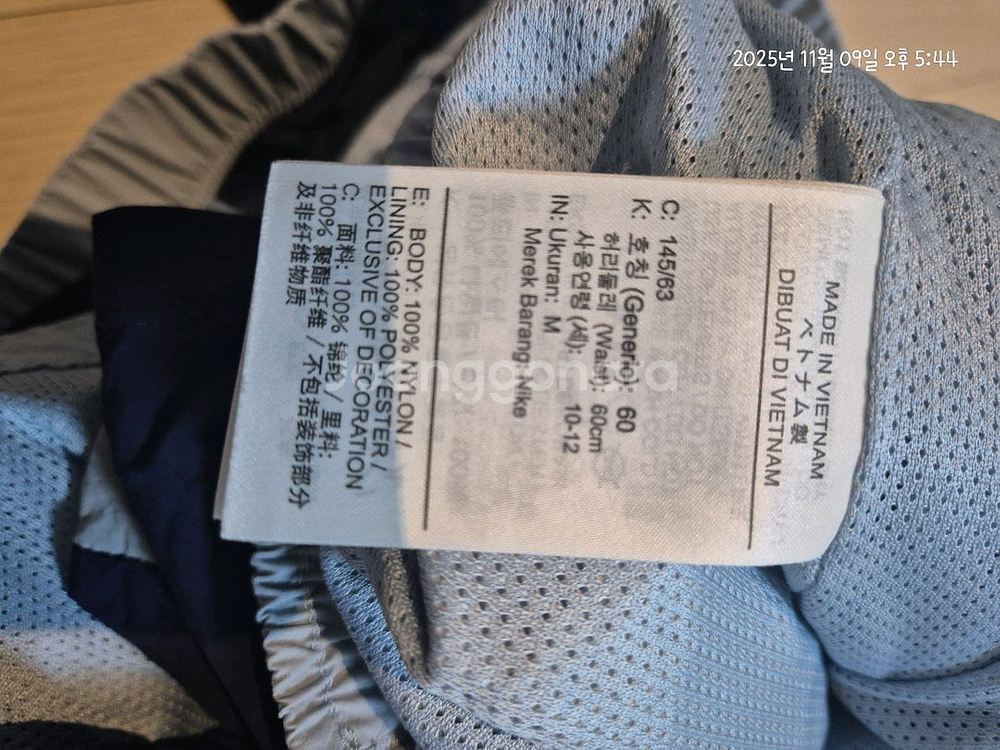 2025년 11월 09일 오후 5:44
MADE IN VIETNAM
ベトナム製
DIBUAT DI VIETNAM
C: 145/63
K: 호칭 (Generic): 60
허리둘레 (Waist): 60cm
사용연령 (세): 10-12
IN: Ukuran: M
Merek Barang: Nike
E: BODY: 100% NYLON /
LINING: 100% POLYESTER /
EXCLUSIVE OF DECORATION
C: 面料: 100% 锦纶 / 里料:
100% 聚酯纤维 / 不包括装饰部分
及非纤维物质